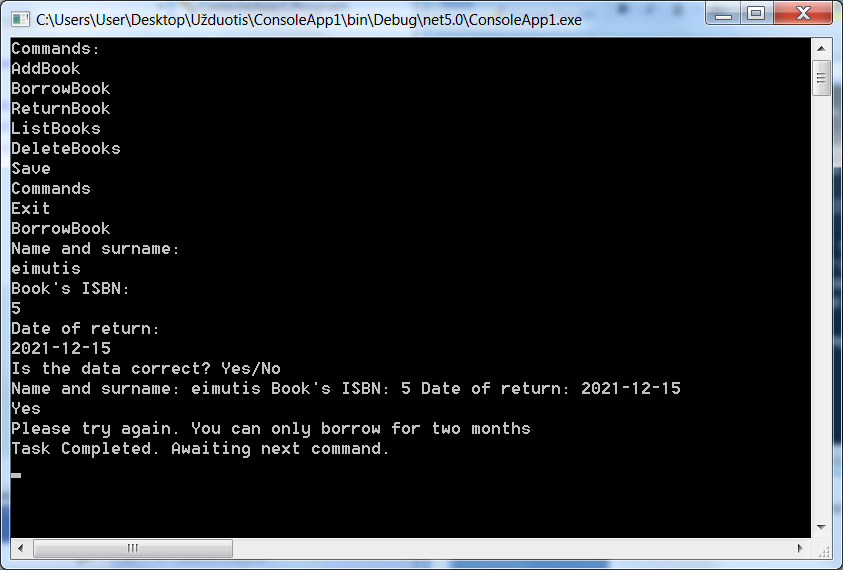 C:\Users\User\Desktop\Užduotis\ConsoleApp1\bin\Debug\net5.0\ConsoleApp1.exe
Commands:
AddBook
BorrowBook
ReturnBook
ListBooks
DeleteBooks
Save
Commands
Exit
BorrowBook
Name and surname:
eimutis
Book's ISBN:
5
Date of return:
2021-12-15
Is the data correct? Yes/No
Name and surname: eimutis Book's ISBN: 5 Date of return: 2021-12-15
Yes
Please try again. You can only borrow for two months
Task Completed. Awaiting next command.